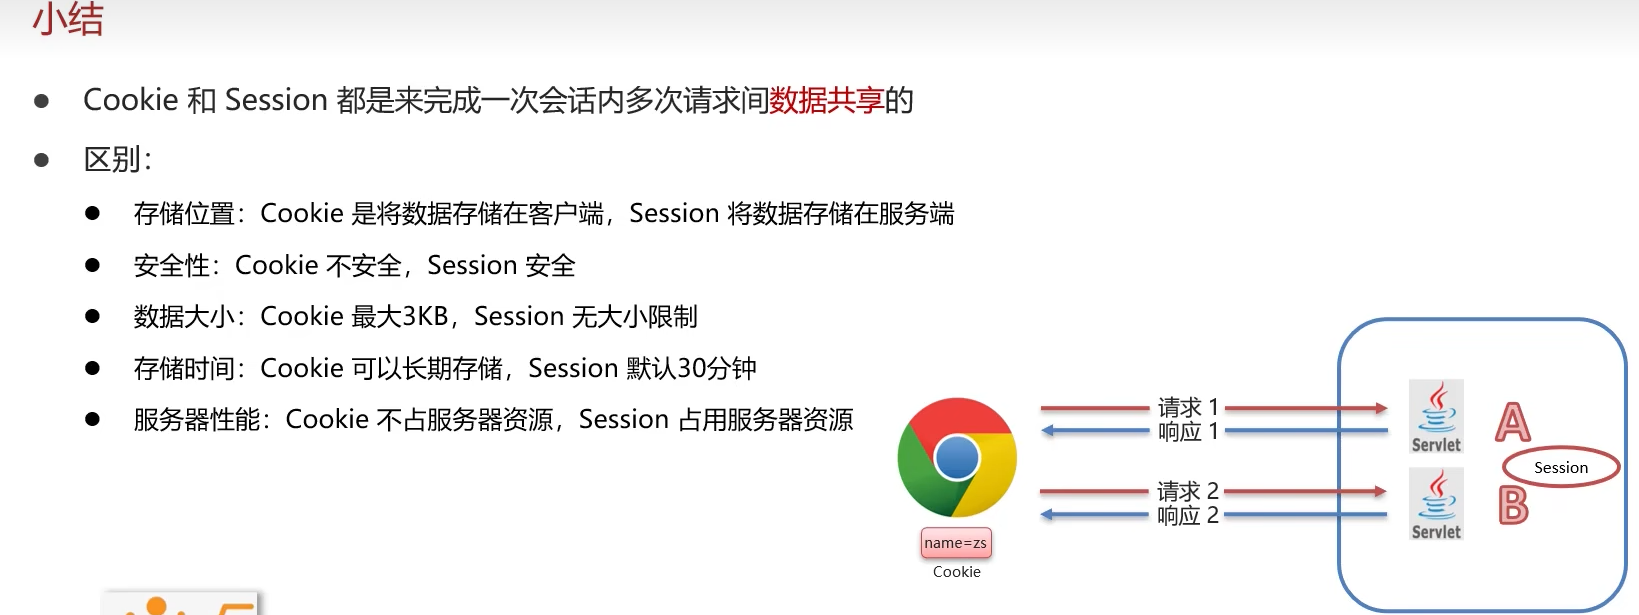 小结
Cookie 和 Session 都是来完成一次会话内多次请求间数据共享的
区别：
存储位置：Cookie 是将数据存储在客户端，Session 将数据存储在服务端
安全性：Cookie 不安全，Session 安全
数据大小：Cookie 最大3KB，Session 无大小限制
存储时间：Cookie 可以长期存储，Session 默认30分钟
服务器性能：Cookie 不占服务器资源，Session 占用服务器资源
请求 1
响应 1
Servlet
A
Session
请求 2
响应 2
Servlet
B
name=zs
Cookie